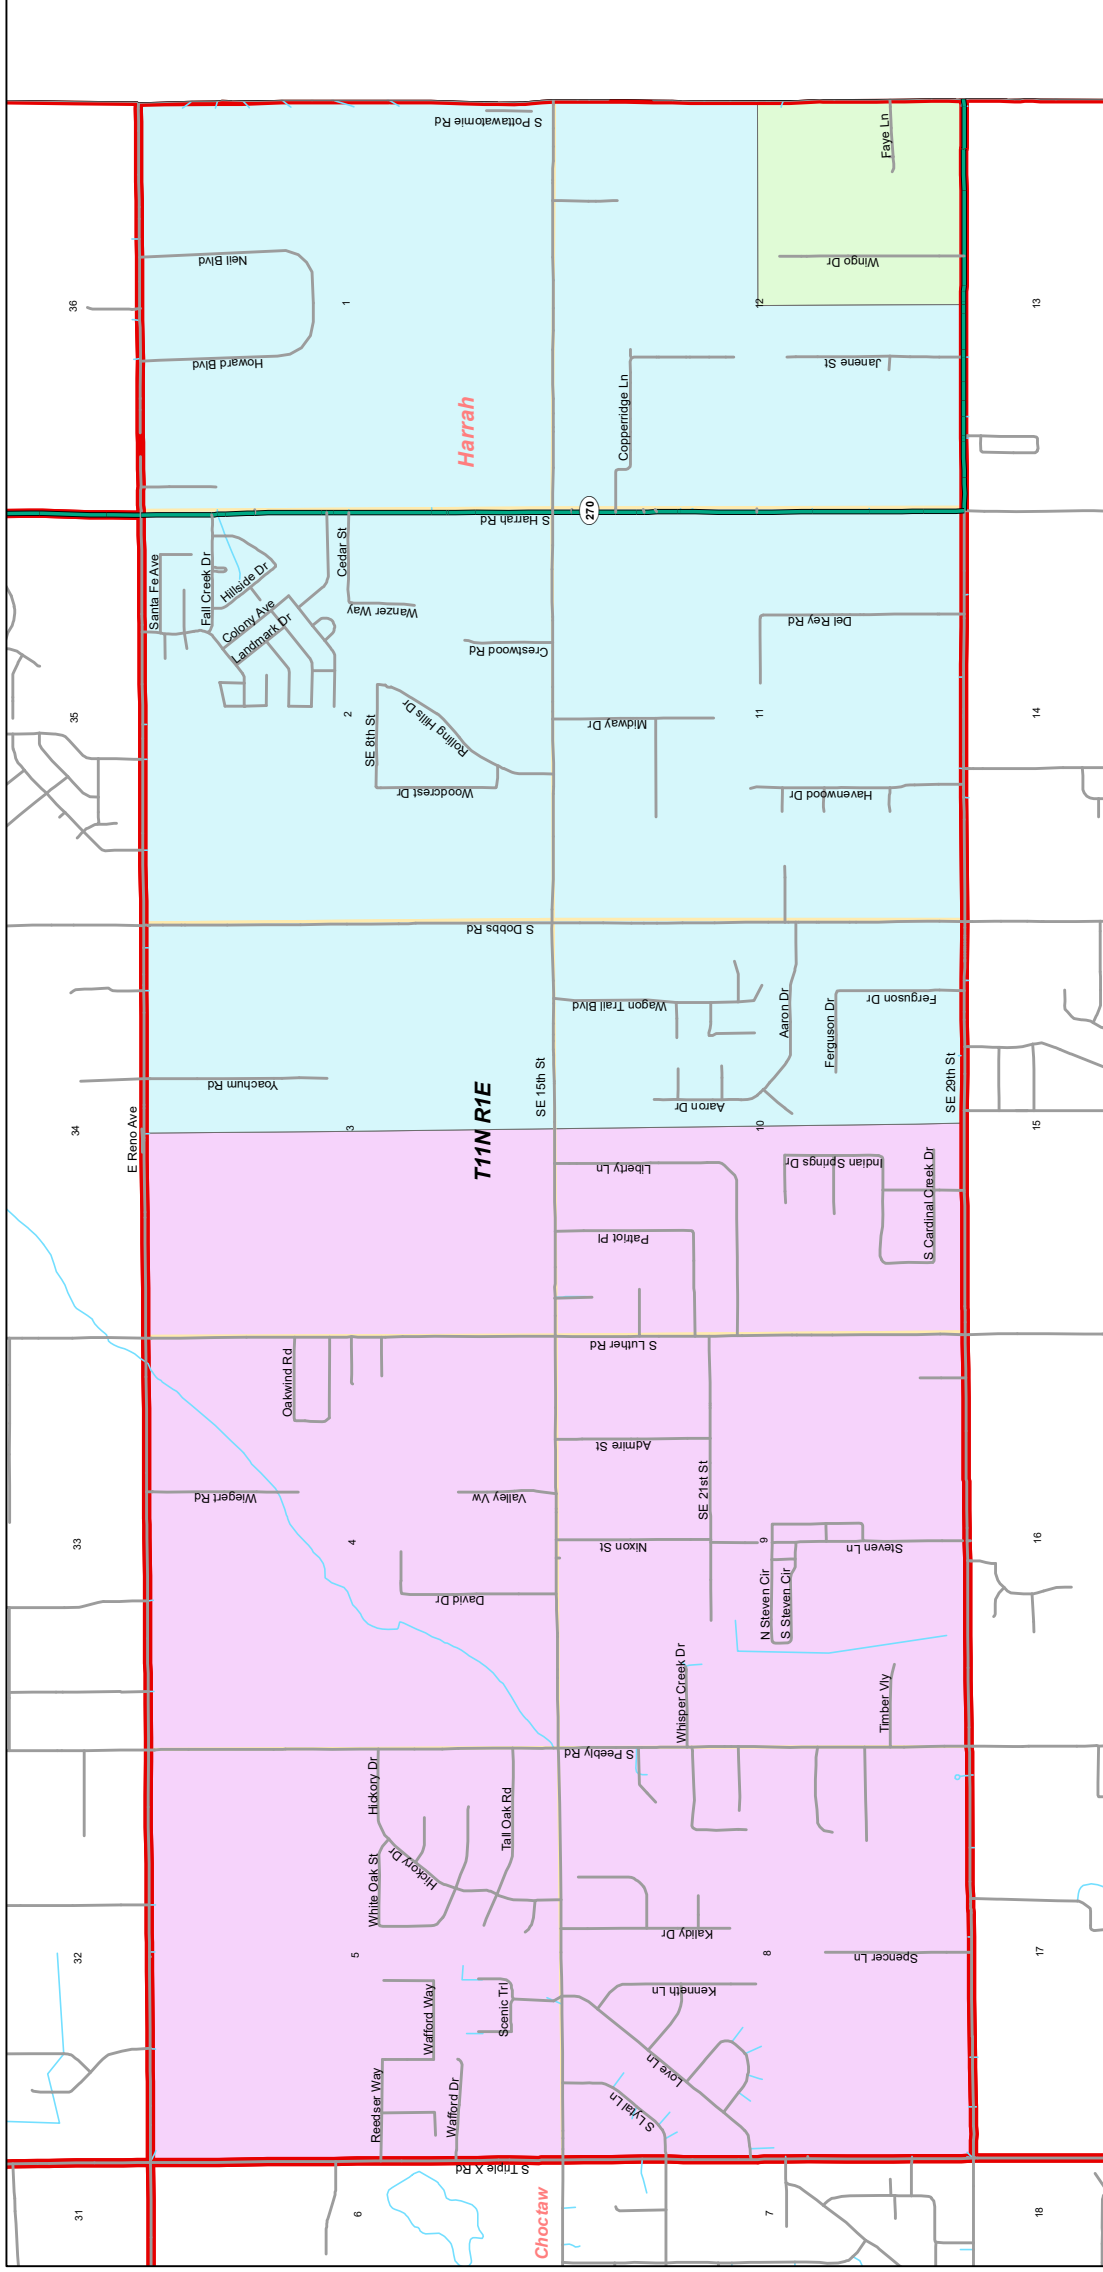 S Pottawatomie Rd
Faye Ln
Neil Blvd
Wingo Dr
36
1
12
13
Howard Blvd
Janene St
Copperridge Ln
Harrah
270
S Harrah Rd
Cedar St
Santa Fe Ave
Fall Creek Dr
Hillside Dr
Colony Ave
Landmark Dr
Wanzer Way
Del Rey Rd
Crestwood Rd
35
2
11
14
Midway Dr
SE 8th St
Rolling Hills Dr
Woodcrest Dr
Havenwood Dr
S Dobbs Rd
Wagon Trail Blvd
Aaron Dr
Ferguson Dr
Ferguson Dr
Yoachum Rd
SE 15th St
SE 29th St
Aaron Dr
E Reno Ave
T11N R1E
34
3
10
15
Liberty Ln
Indian Springs Dr
S Cardinal Creek Dr
Patriot Pl
S Luther Rd
Oakwind Rd
Admire St
SE 21st St
Wiegert Rd
Valley Vw
33
4
9
16
Nixon St
Steven Ln
N Steven Cir
S Steven Cir
David Dr
Whisper Creek Dr
Timber Vly
S Peebly Rd
Hickory Dr
Tall Oak Rd
Hickory Dr
White Oak St
Kalidy Dr
32
5
8
17
Spencer Ln
Kenneth Ln
Scenic Trl
Wafford Way
Love Ln
Reedser Way
Wafford Dr
S Lytal Ln
S Triple X Rd
Choctaw
31
6
7
18